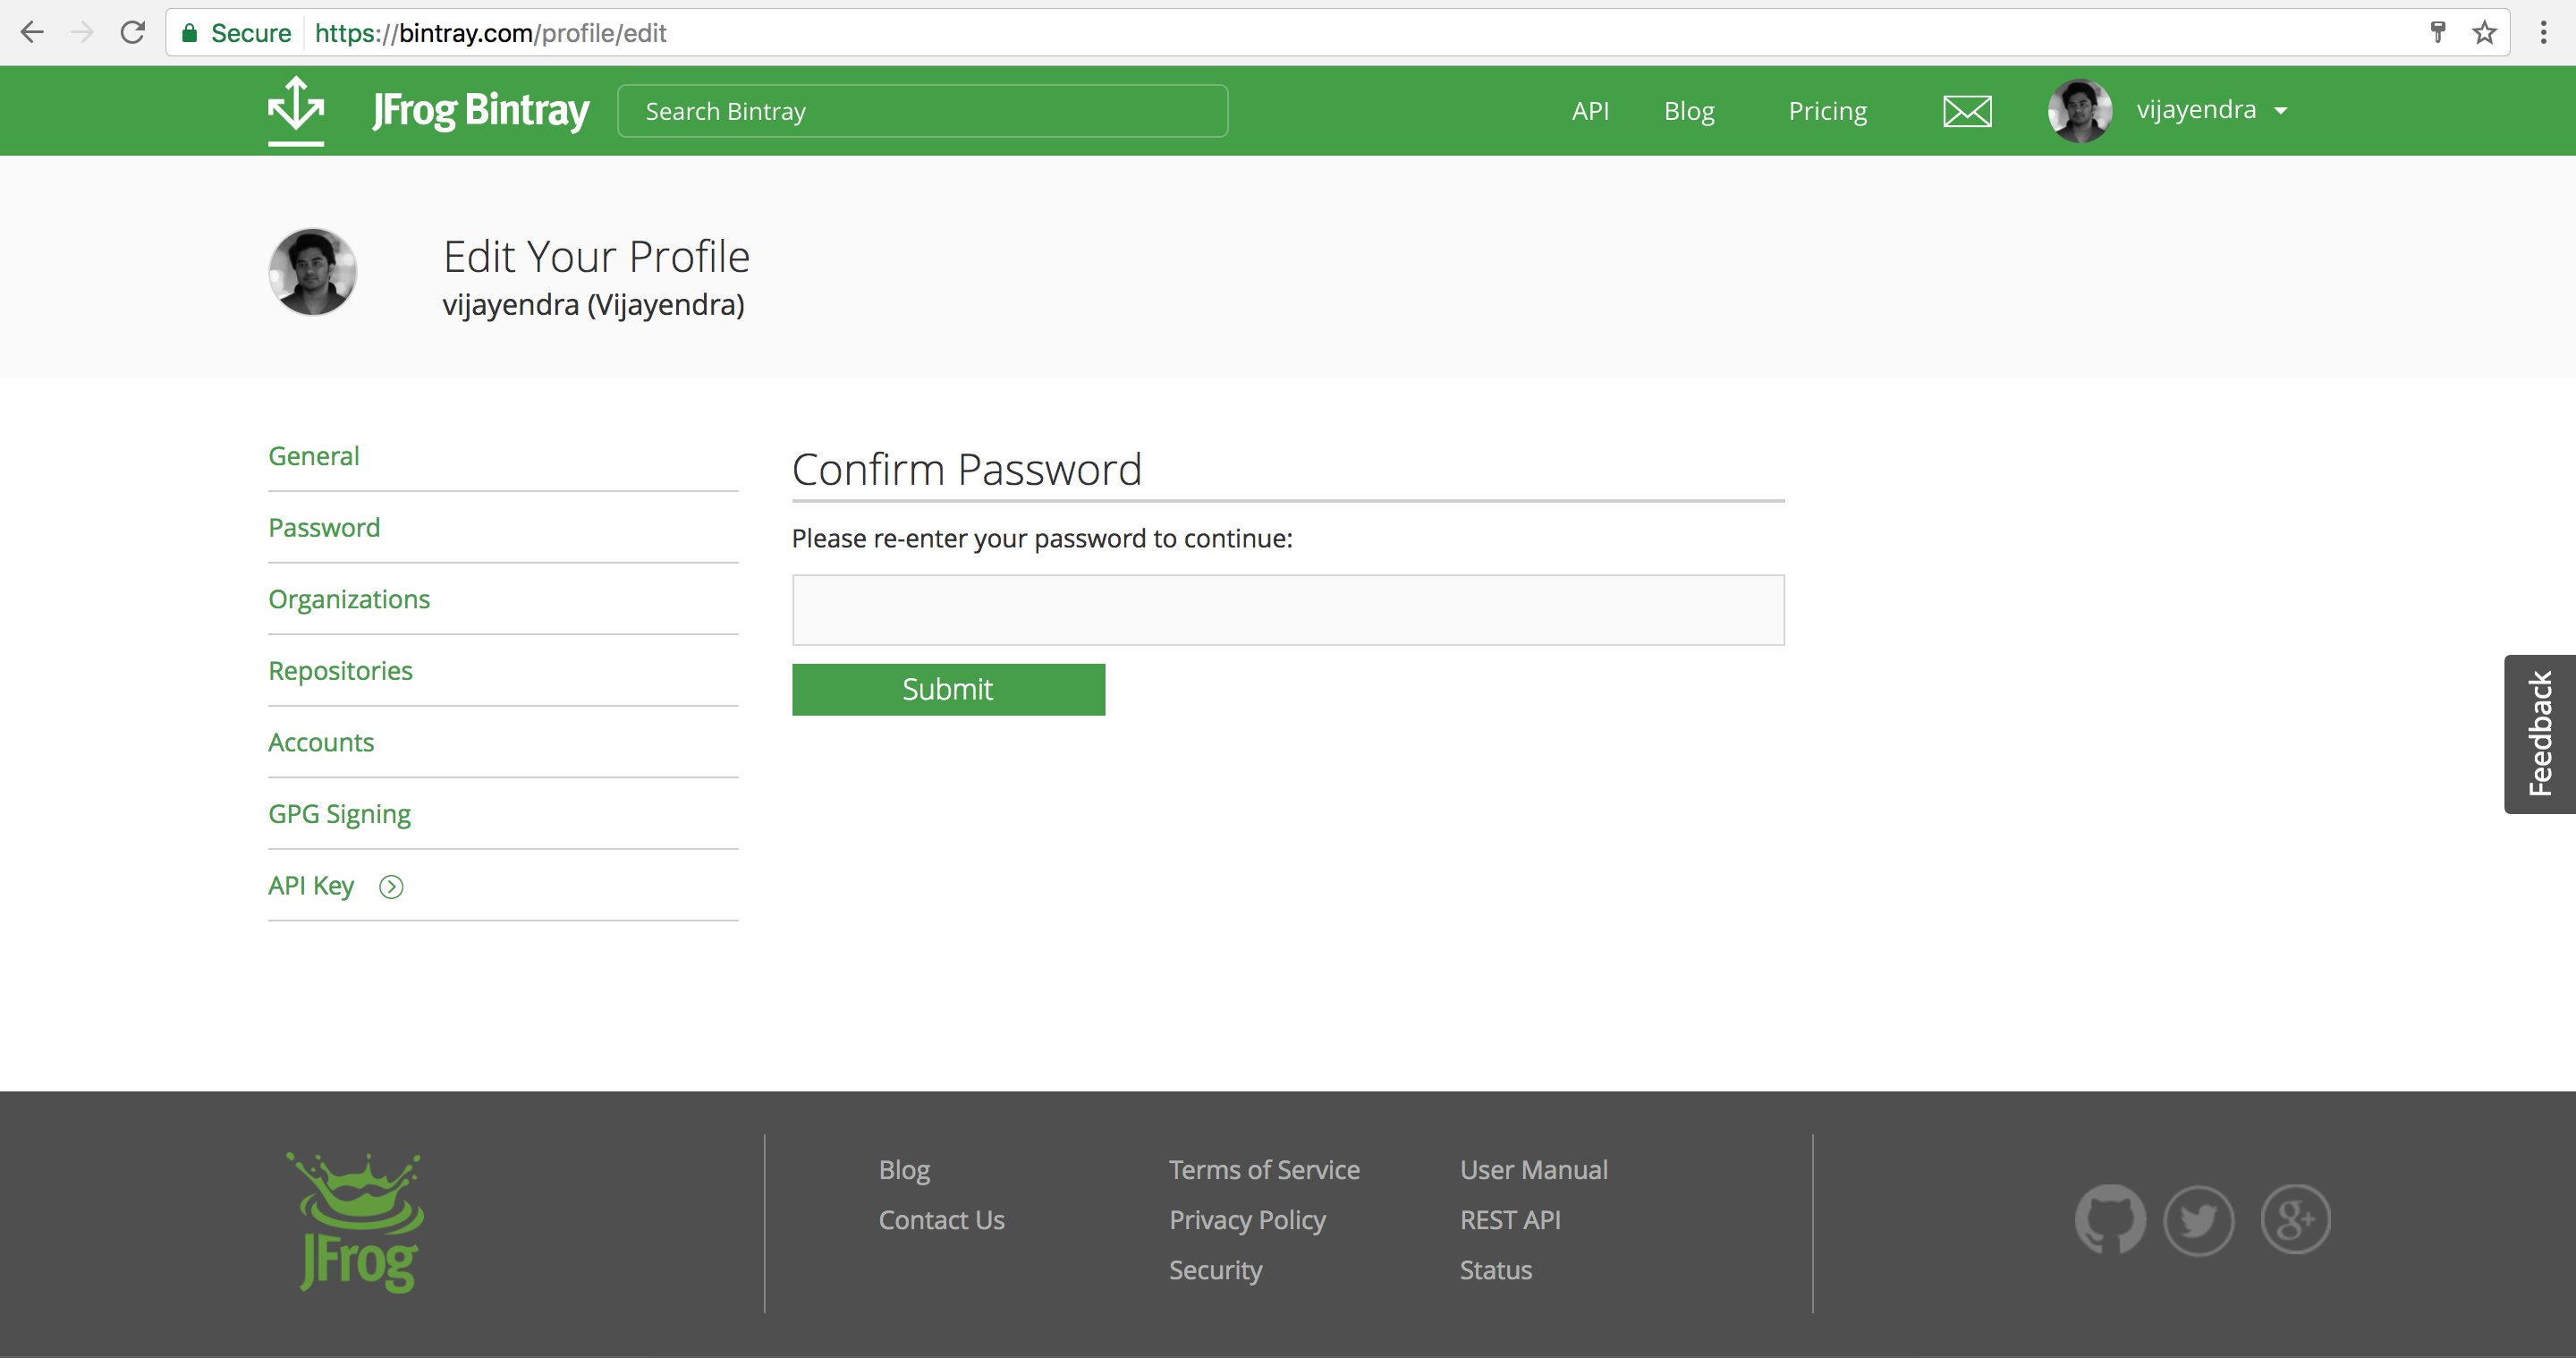 Secure https://bintray.com/profile/edit
JFrog Bintray Search Bintray API Blog Pricing vijayendra
Edit Your Profile
vijayendra (Vijayendra)
General
Password
Organizations
Repositories
Accounts
GPG Signing
API Key
Confirm Password
Please re-enter your password to continue:
Submit
Feedback
JFrog
Blog
Contact Us
Terms of Service
Privacy Policy
Security
User Manual
REST API
Status
g+